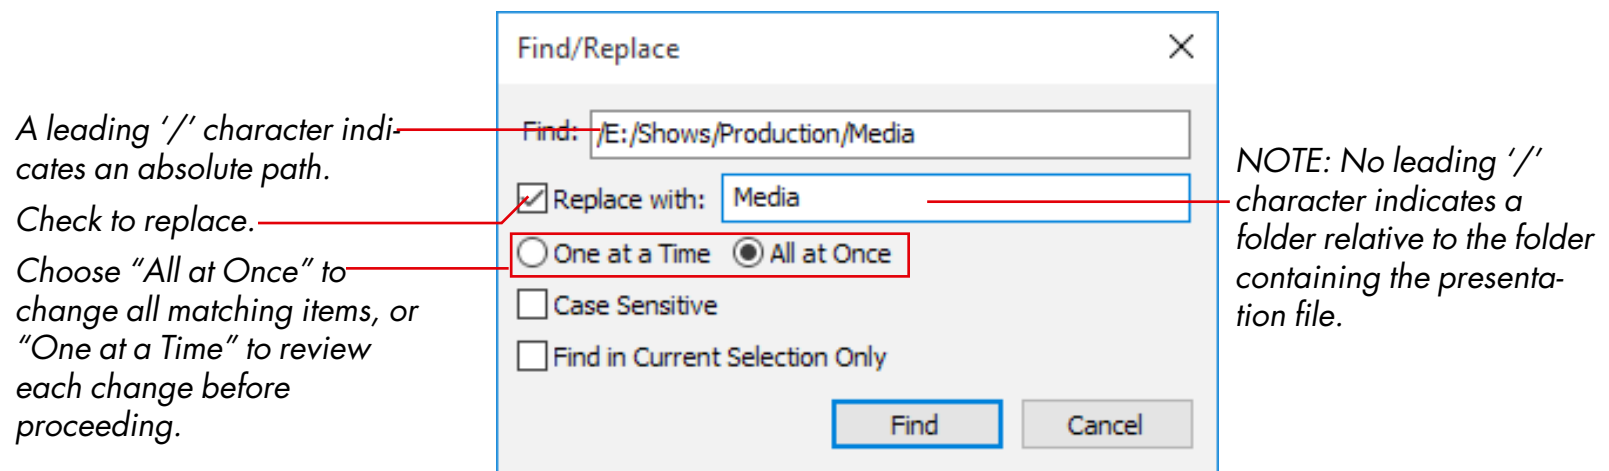 A leading ‘/’ character indi-
cates an absolute path.
Check to replace.
Choose “All at Once” to
change all matching items, or
“One at a Time” to review
each change before
proceeding.
Find/Replace
Find: /E:/Shows/Production/Media
Replace with: Media
One at a Time All at Once
Case Sensitive
Find in Current Selection Only
Find Cancel
NOTE: No leading ‘/’
character indicates a
folder relative to the folder
containing the presenta-
tion file.